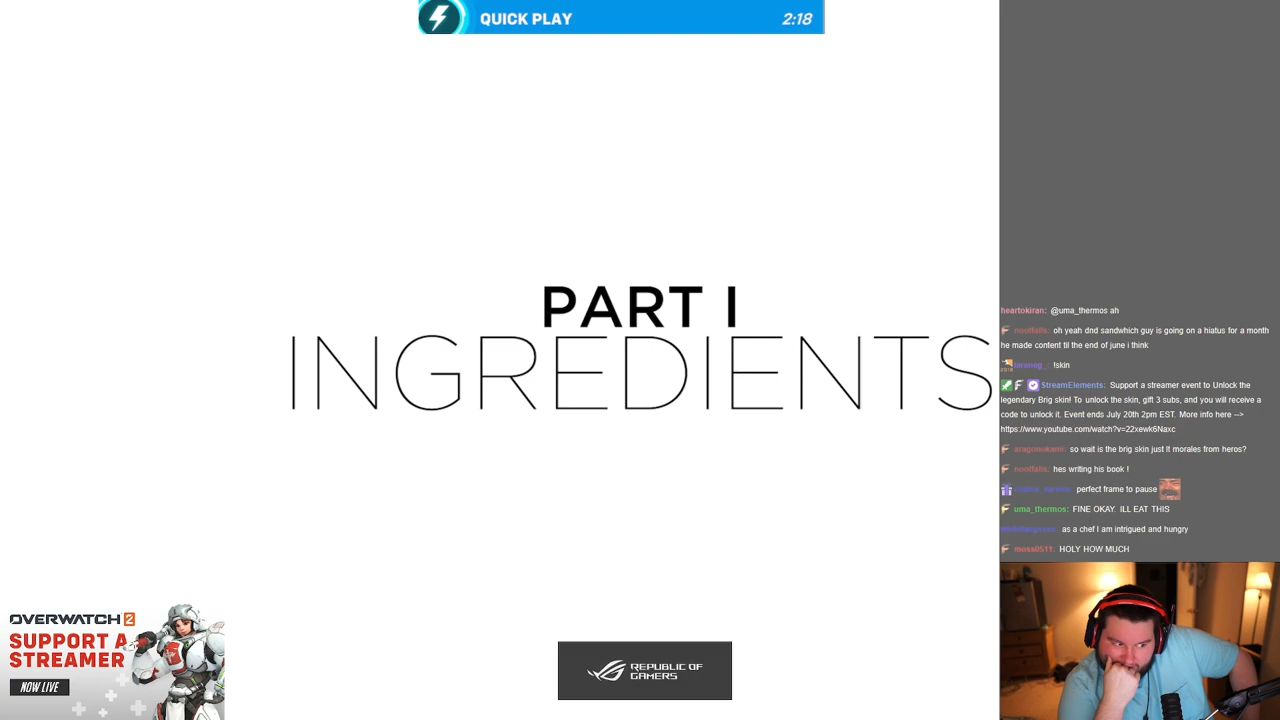 QUICK PLAY 2:18
PART I
INGREDIENTS
OVERWATCH 2
SUPPORT A
STREAMER
NOW LIVE
REPUBLIC OF
GAMERS
heartokiran: @uma_thermos ah
nootfalls: oh yeah dnd sandwhich guy is going on a hiatus for a month
he made content til the end of june i think
!skin
StreamElements: Support a streamer event to Unlock the
legendary Brig skin! To unlock the skin, gift 3 subs, and you will receive a
code to unlock it. Event ends July 20th 2pm EST. More info here -->
https://www.youtube.com/watch?v=22xewk6Naxc
so wait is the brig skin just lt morales from heros?
nootfalls: hes writing his book !
perfect frame to pause
uma_thermos: FINE OKAY. ILL EAT THIS
as a chef I am intrigued and hungry
moss0511: HOLY HOW MUCH